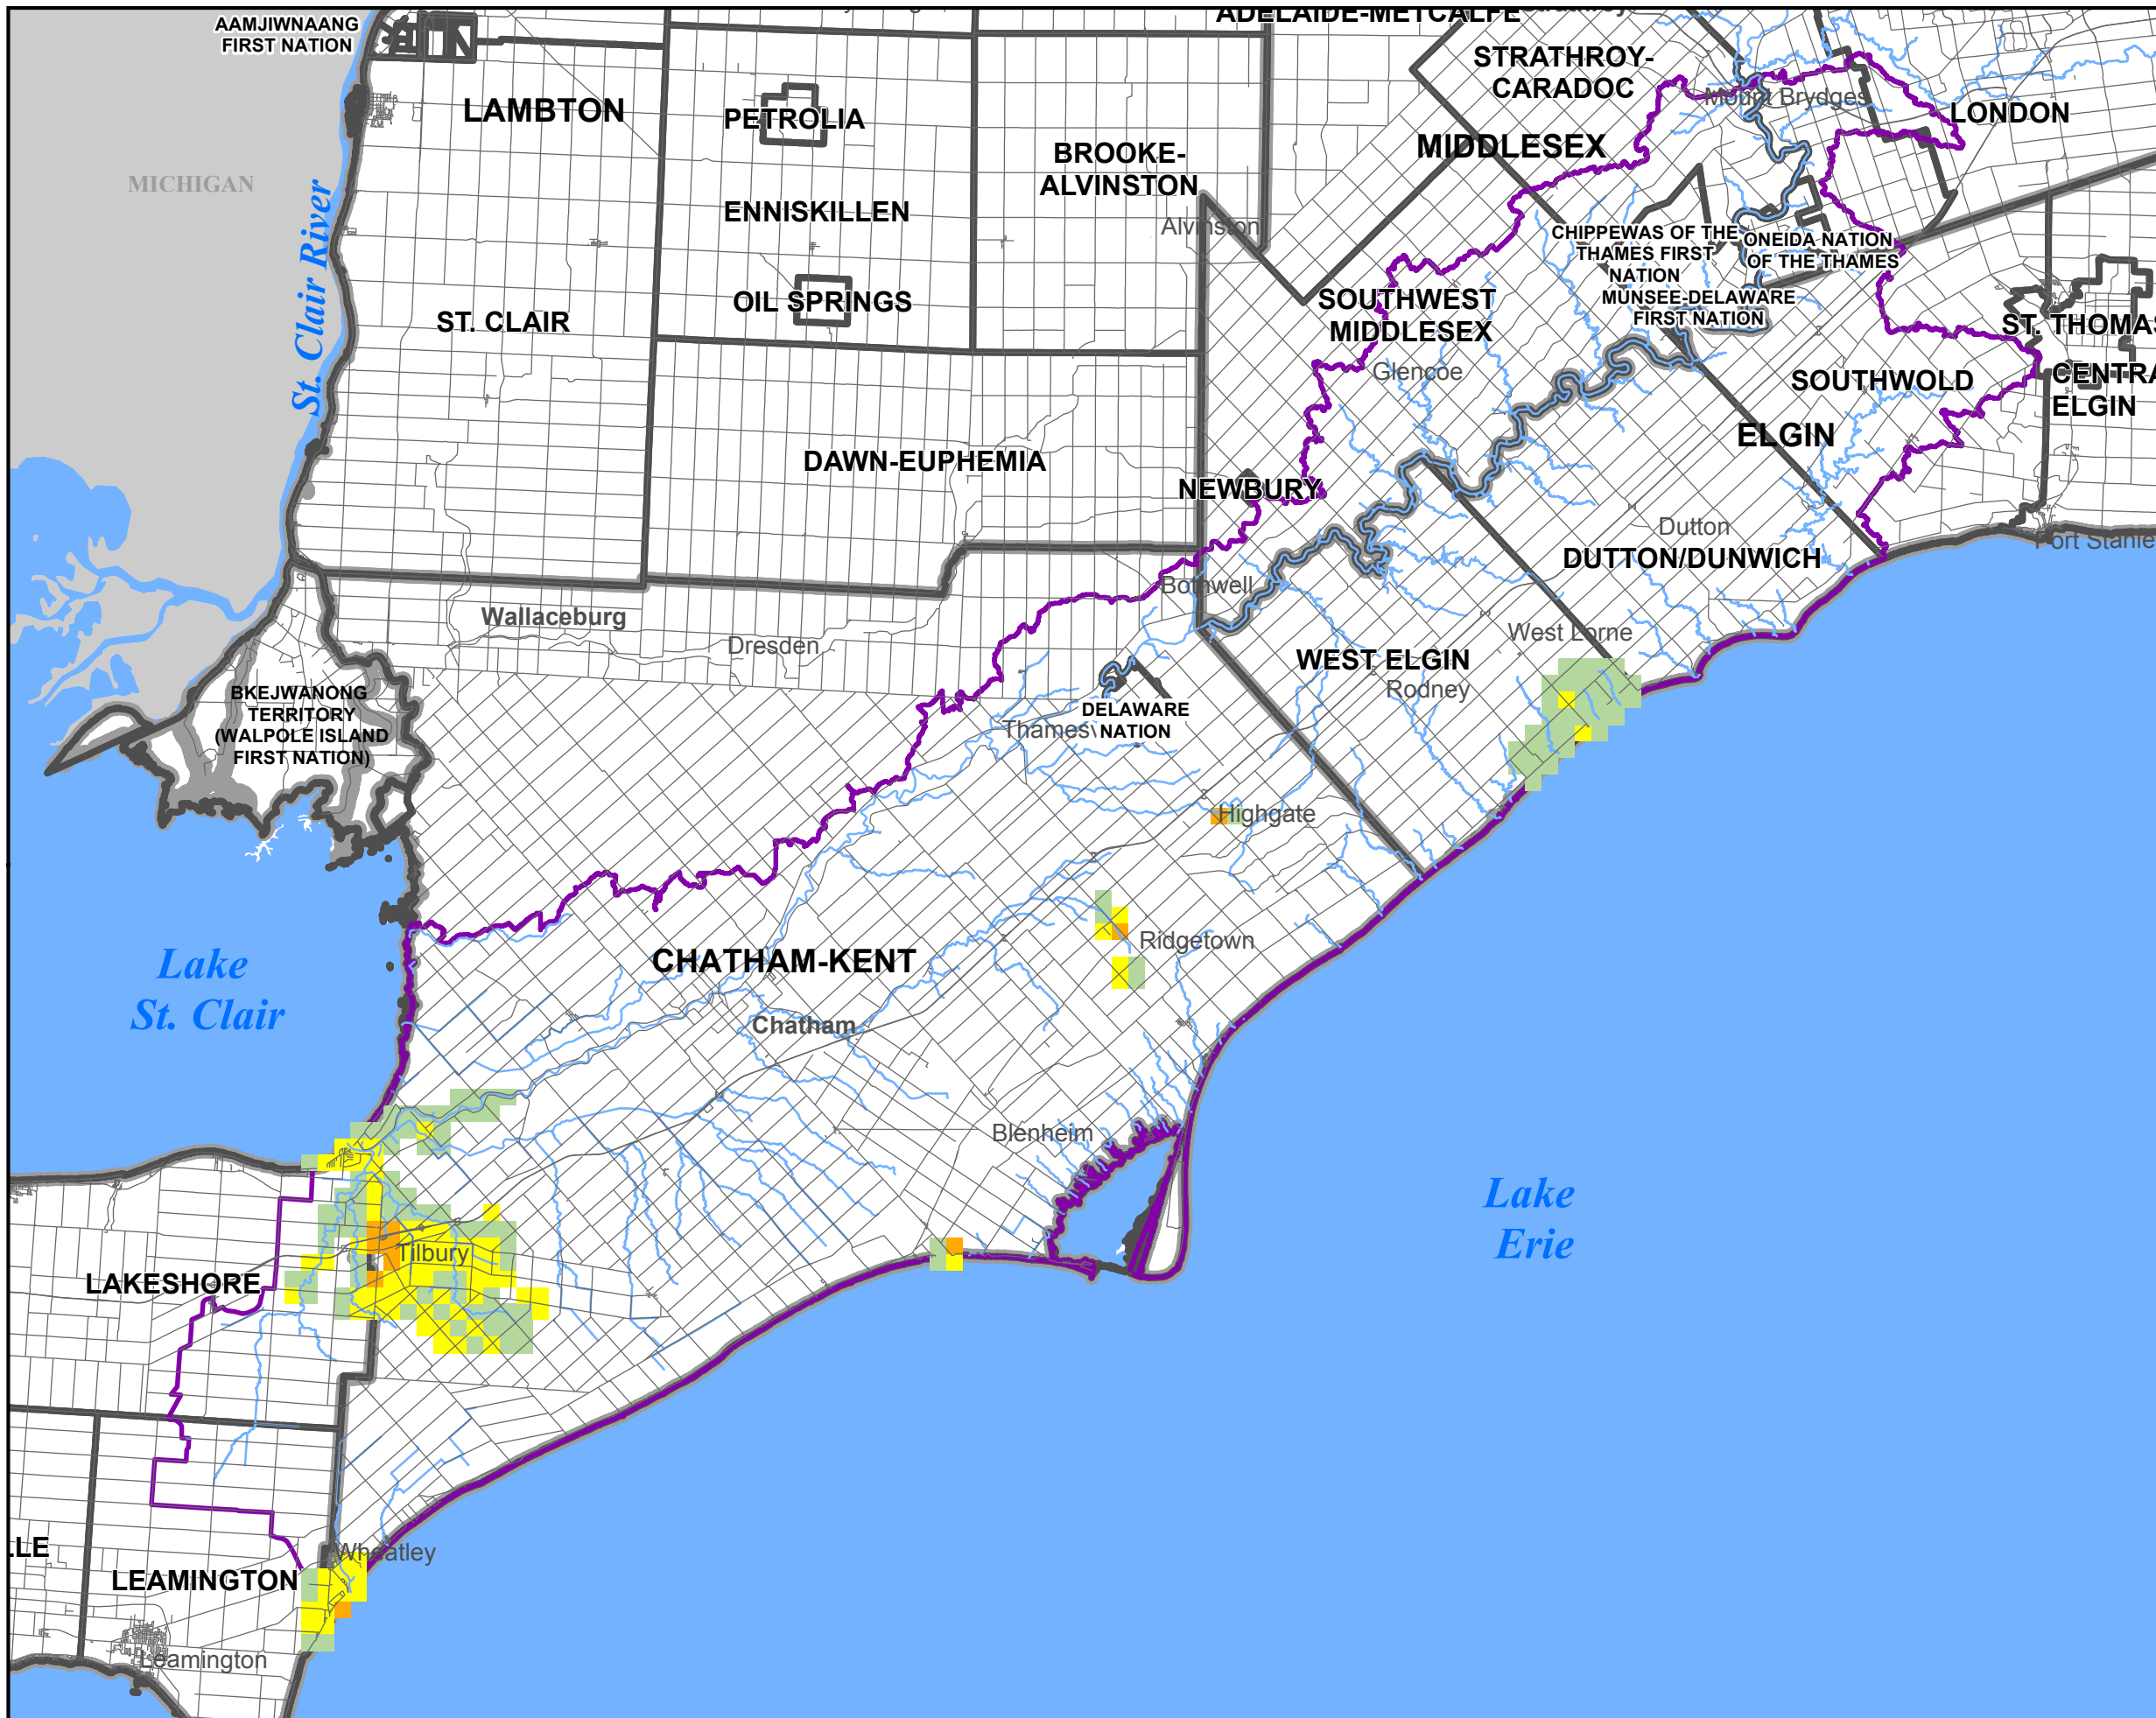 AAMJIWNAANG
FIRST NATION
ADELAIDE-METCALFE
STRATHROY-
CARADOC
LAMBTON
PETROLIA
Mount Brydges
LONDON
MIDDLESEX
BROOKE-
ALVINSTON
MICHIGAN
ENNISKILLEN
Alvinston
St. Clair River
CHIPPEWAS OF THE
THAMES FIRST
NATION
ONEIDA NATION
OF THE THAMES
MUNSEE-DELAWARE
FIRST NATION
OIL SPRINGS
ST. CLAIR
SOUTHWEST
MIDDLESEX
Glencoe
ST. THOMAS
SOUTHWOLD
CENTRA
ELGIN
ELGIN
DAWN-EUPHEMIA
NEWBURY
Dutton
DUTTON/DUNWICH
Port Stanle
Bothwell
Wallaceburg
Dresden
West Lorne
WEST ELGIN
Rodney
BKEJWANONG
TERRITORY
(WALPOLE ISLAND
FIRST NATION)
DELAWARE
NATION
Thamesv
Highgate
Ridgetown
CHATHAM-KENT
Lake
St. Clair
Chatham
Blenheim
Lake
Erie
Tilbury
LAKESHORE
Wheatley
LLE
LEAMINGTON
Leamington